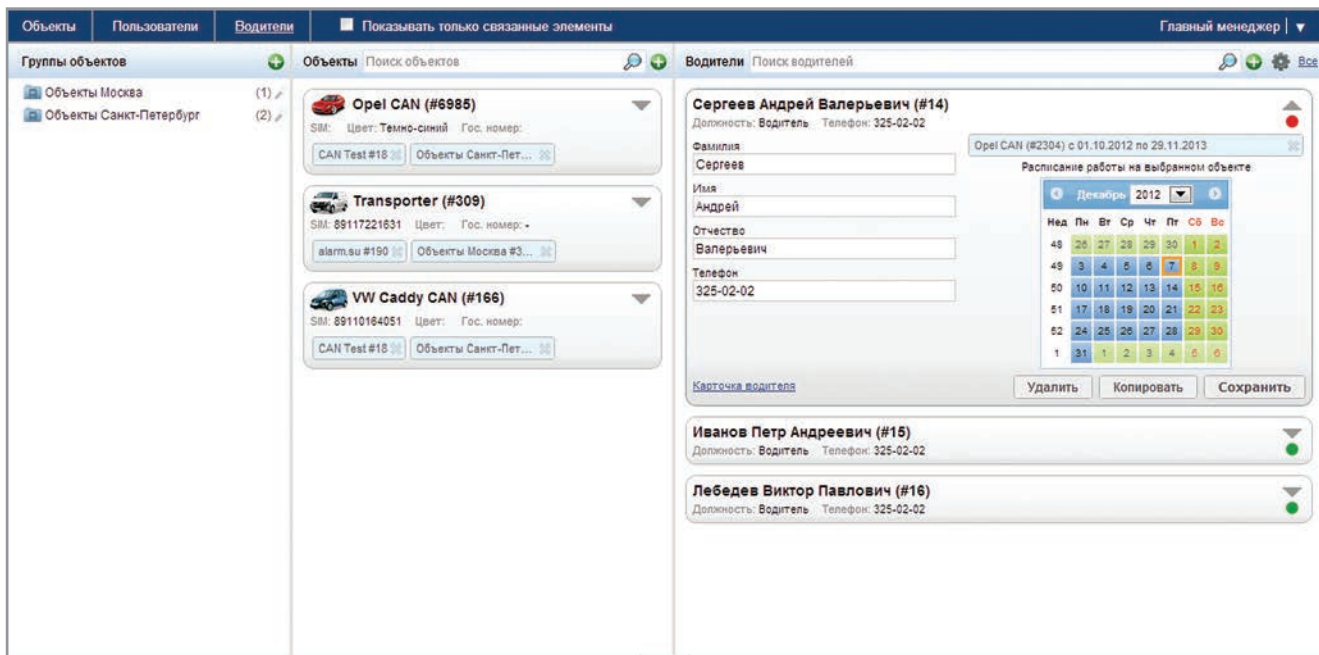 Объекты Пользователи Водители Показывать только связанные элементы Главный менеджер
Группы объектов
Объекты Москва (1)
Объекты Санкт-Петербург (2)
Объекты Поиск объектов
Opel CAN (#6985)
SIM: Цвет: Темно-синий Гос. номер:
CAN Test #18 Объекты Санкт-Пет...
Transporter (#309)
SIM: 89117221631 Цвет: Гос. номер: -
alarm.su #190 Объекты Москва #3...
VW Caddy CAN (#166)
SIM: 89110164051 Цвет: Гос. номер:
CAN Test #18 Объекты Санкт-Пет...
Водители Поиск водителей Все
Сергеев Андрей Валерьевич (#14)
Должность: Водитель Телефон: 325-02-02
Фамилия
Сергеев
Имя
Андрей
Отчество
Валерьевич
Телефон
325-02-02
Opel CAN (#2304) с 01.10.2012 по 29.11.2013
Расписание работы на выбранном объекте
Декабрь 2012
Нед Пн Вт Ср Чт Пт Сб Вс
48 26 27 28 29 30 1 2
49 3 4 5 6 7 8 9
50 10 11 12 13 14 15 16
51 17 18 19 20 21 22 23
52 24 25 26 27 28 29 30
1 31 1 2 3 4 5 6
Карточка водителя Удалить Копировать Сохранить
Иванов Петр Андреевич (#15)
Должность: Водитель Телефон: 325-02-02
Лебедев Виктор Павлович (#16)
Должность: Водитель Телефон: 325-02-02